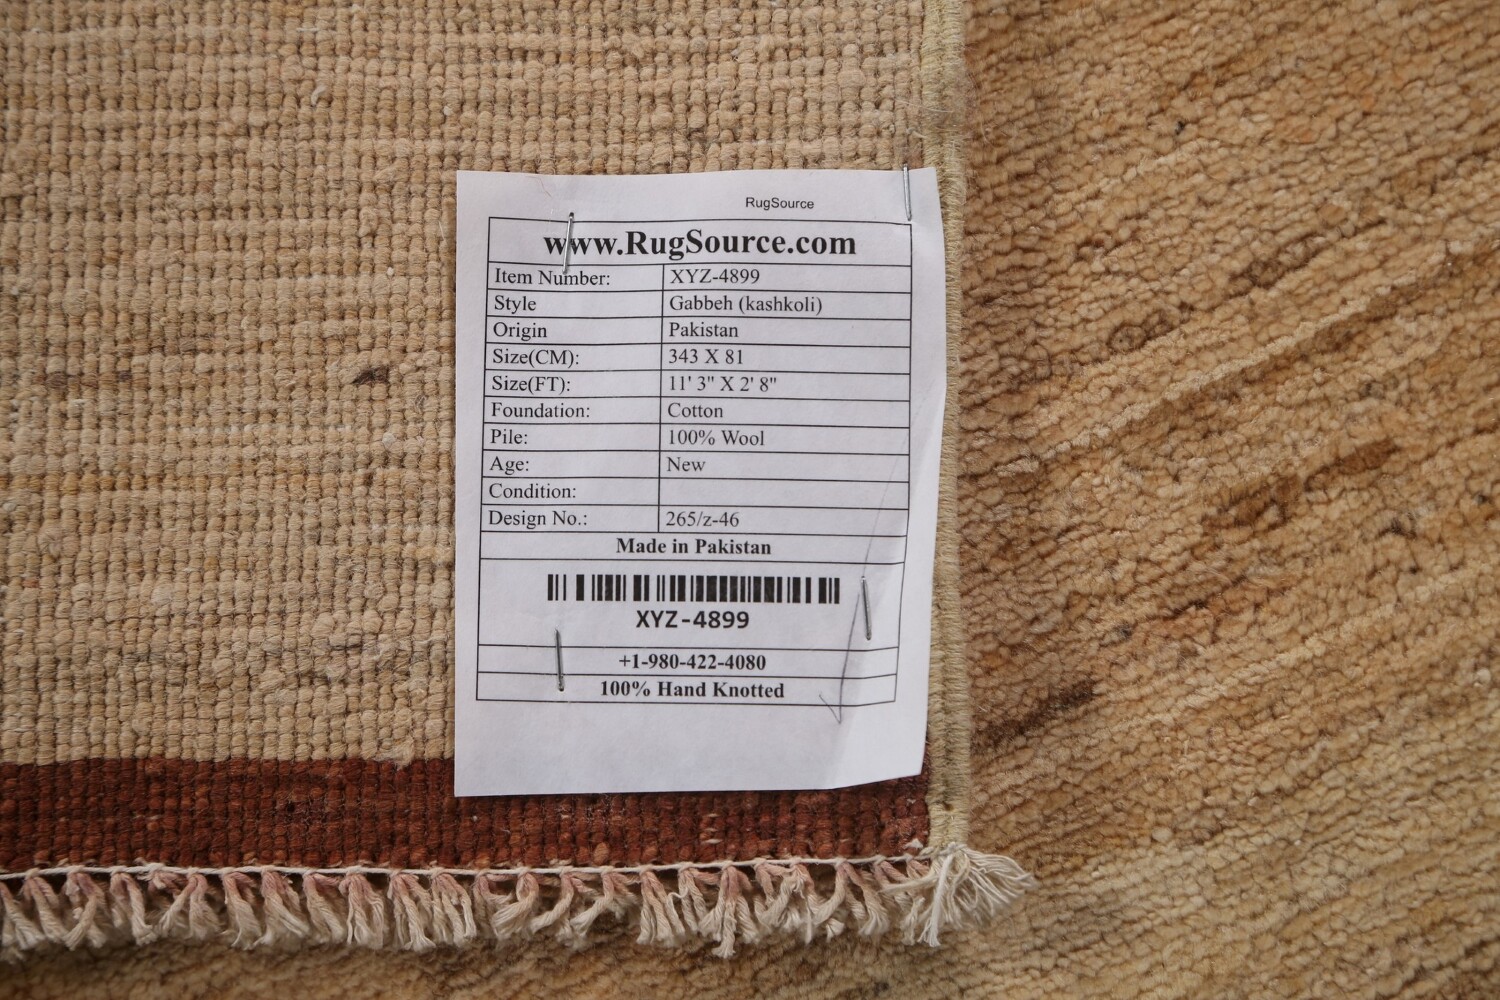 RugSource
www.RugSource.com
Item Number: XYZ-4899
Style Gabbeh (kashkoli)
Origin Pakistan
Size(CM): 343 X 81
Size(FT): 11' 3" X 2' 8"
Foundation: Cotton
Pile: 100% Wool
Age: New
Condition:
Design No.: 265/z-46
Made in Pakistan
XYZ-4899
+1-980-422-4080
100% Hand Knotted